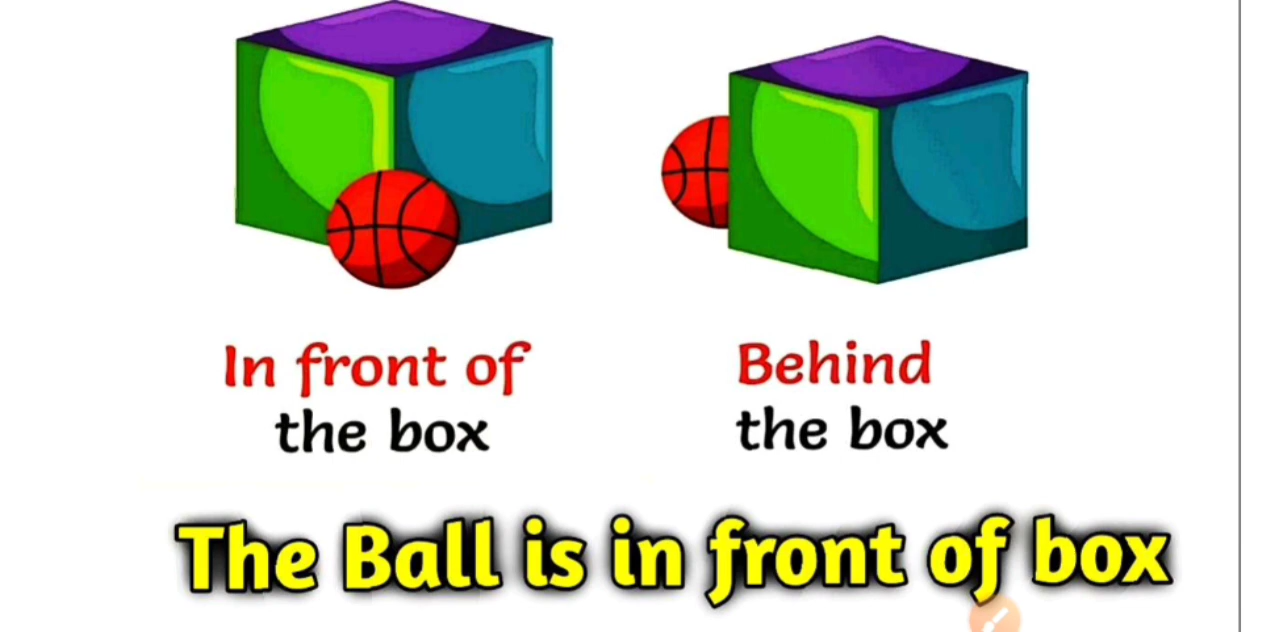 In front of
the box
Behind
the box
The Ball is in front of box